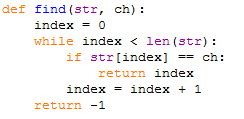 def find(str, ch):
    index = 0
    while index < len(str):
        if str[index] == ch:
            return index
        index = index + 1
    return -1